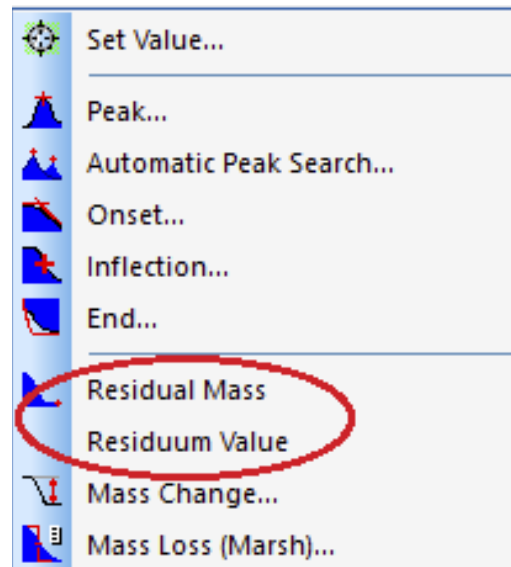 Set Value...
Peak...
Automatic Peak Search...
Onset...
Inflection...
End...
Residual Mass
Residuum Value
Mass Change...
Mass Loss (Marsh)...